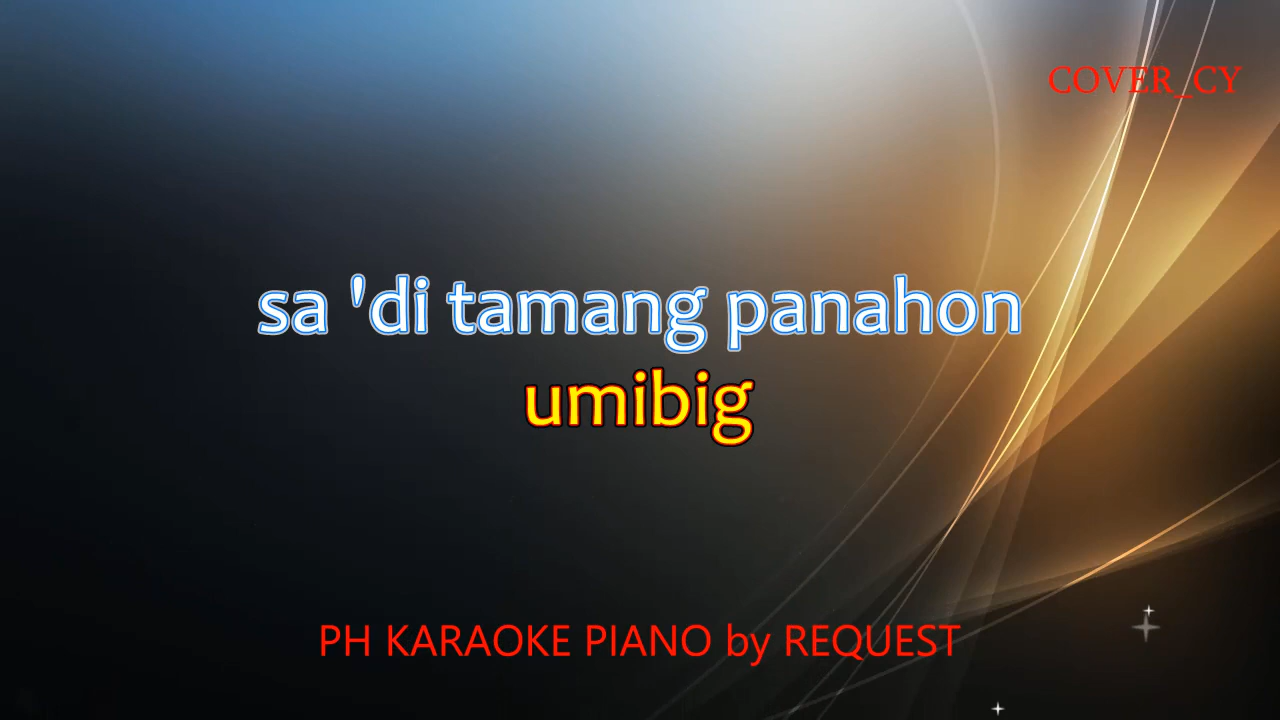 COVER_CY
sa 'di tamang panahon
umibig
PH KARAOKE PIANO by REQUEST